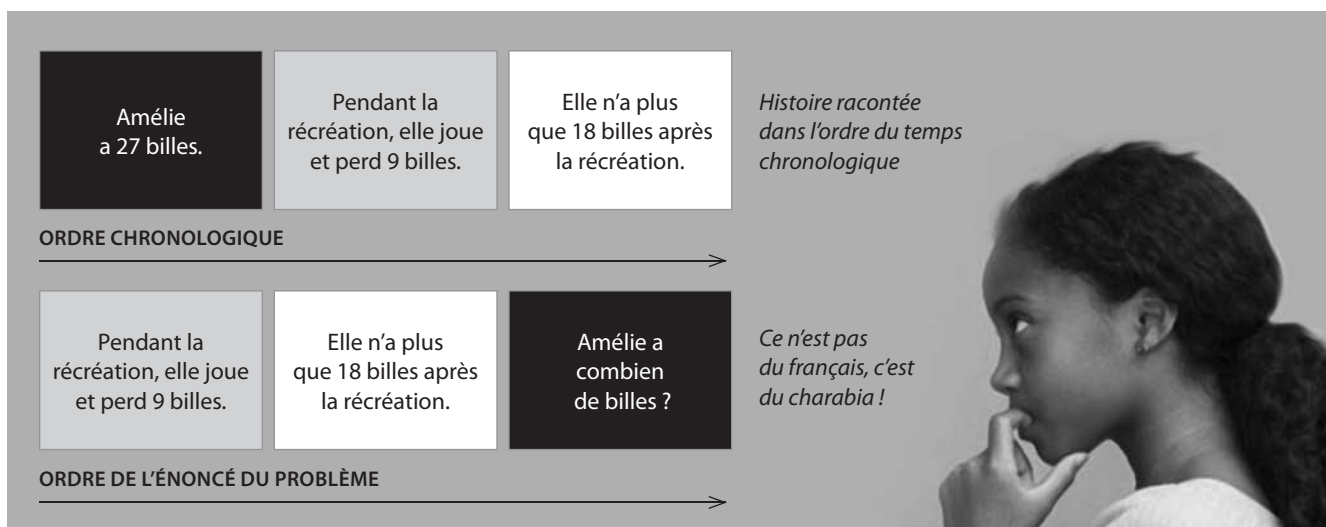 Amélie
a 27 billes.
Pendant la
récréation, elle joue
et perd 9 billes.
Elle n'a plus
que 18 billes après
la récréation.
Histoire racontée
dans l'ordre du temps
chronologique
ORDRE CHRONOLOGIQUE
Pendant la
récréation, elle joue
et perd 9 billes.
Elle n'a plus
que 18 billes après
la récréation.
Amélie a
combien
de billes ?
Ce n'est pas
du français, c'est
du charabia !
ORDRE DE L'ÉNONCÉ DU PROBLÈME